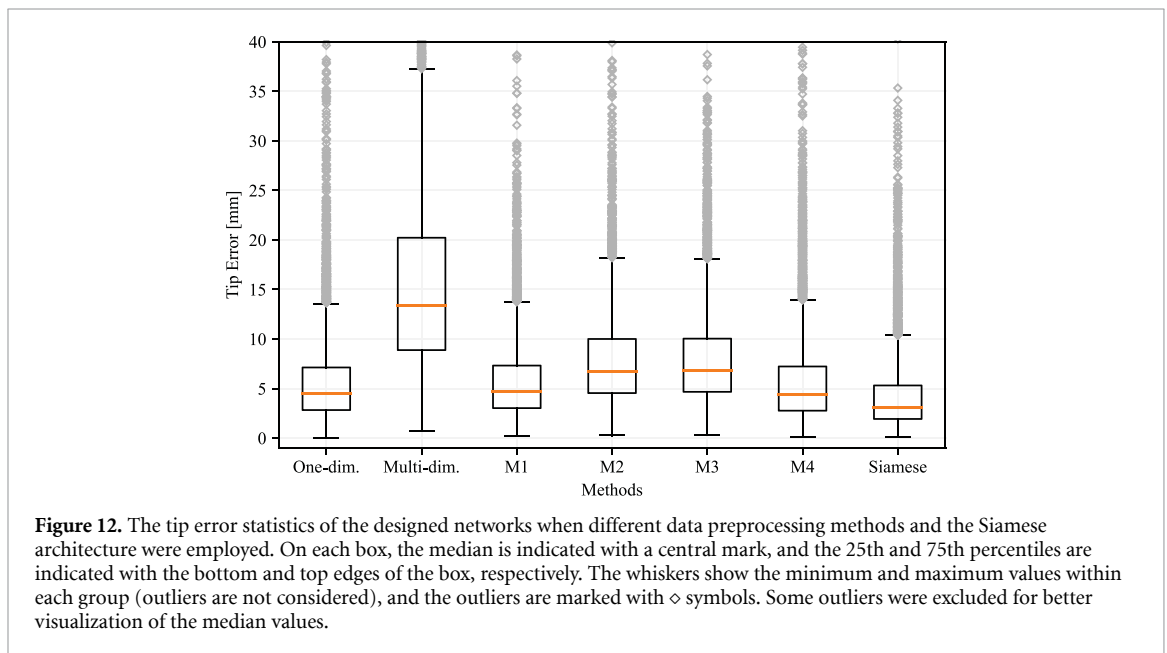 40
35
30
25
20
15
10
5
0
Tip Error [mm]
One-dim. Multi-dim. M1 M2 M3 M4 Siamese
Methods
Figure 12. The tip error statistics of the designed networks when different data preprocessing methods and the Siamese
architecture were employed. On each box, the median is indicated with a central mark, and the 25th and 75th percentiles are
indicated with the bottom and top edges of the box, respectively. The whiskers show the minimum and maximum values within
each group (outliers are not considered), and the outliers are marked with ⋄ symbols. Some outliers were excluded for better
visualization of the median values.